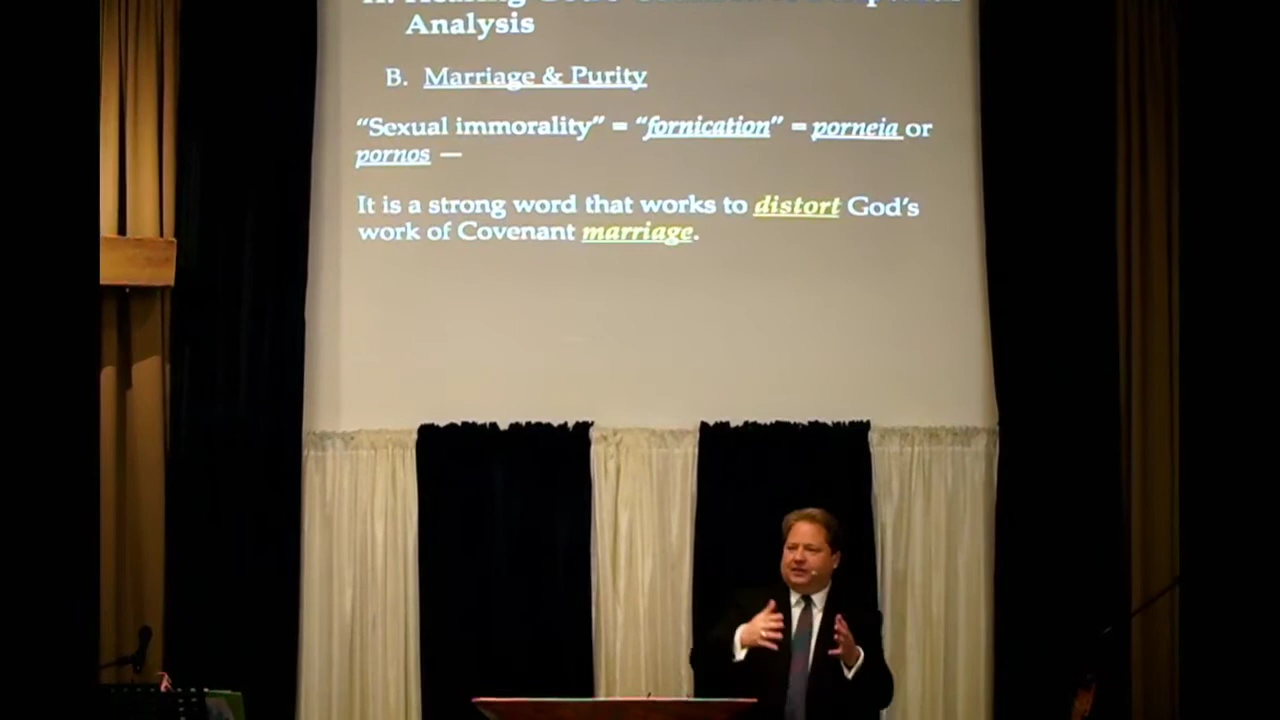 Analysis
B. Marriage & Purity
“Sexual immorality” = “fornication” = porneia or
pornos —
It is a strong word that works to distort God’s
work of Covenant marriage.